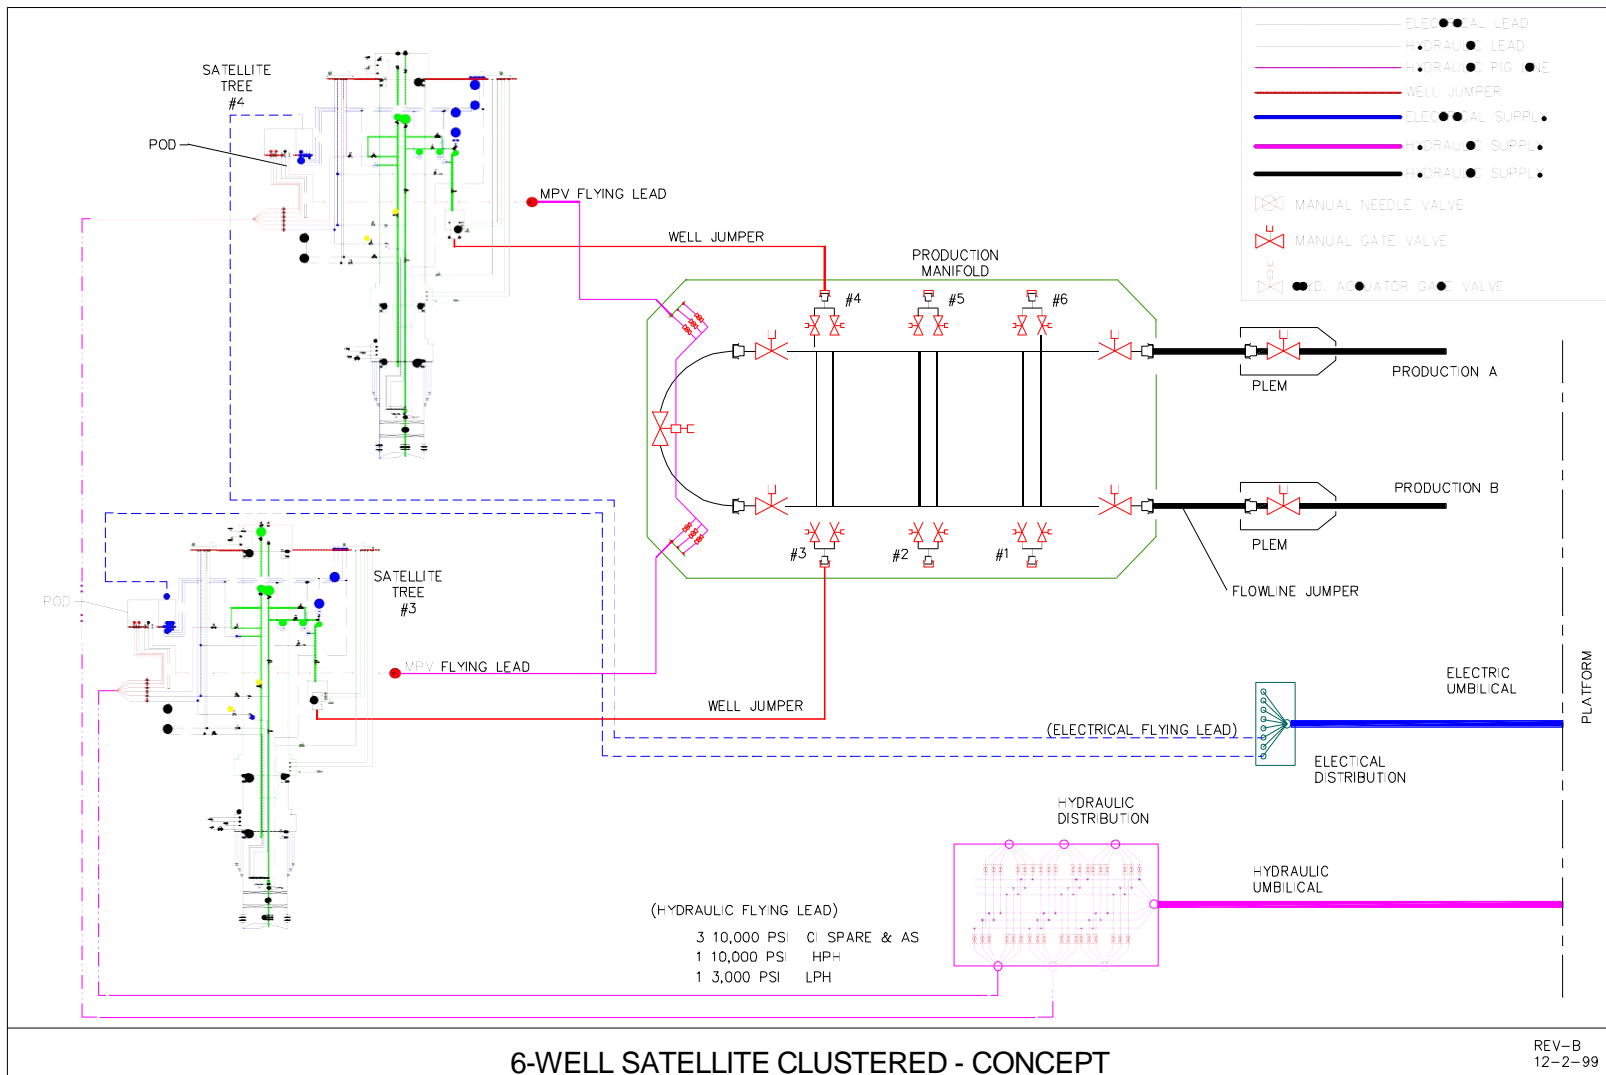 SATELLITE
TREE
#4
POD
MPV FLYING LEAD
WELL JUMPER
PRODUCTION
MANIFOLD
#4
#5
#6
LEAD
LEAD
WELL JUMPER
MANUAL NEEDLE VALVE
MANUAL GATE VALVE
VALVE
PLEM
PRODUCTION A
PRODUCTION B
PLEM
FLOWLINE JUMPER
#3
#2
#1
SATELLITE
TREE
#3
POD
MPV FLYING LEAD
WELL JUMPER
(ELECTRICAL FLYING LEAD)
ELECTRIC
UMBILICAL
PLATFORM
ELECTICAL
DISTRIBUTION
HYDRAULIC
DISTRIBUTION
HYDRAULIC
UMBILICAL
(HYDRAULIC FLYING LEAD)
3 10,000 PSI CI SPARE & AS
1 10,000 PSI HPH
1 3,000 PSI LPH
6-WELL SATELLITE CLUSTERED - CONCEPT
REV-B
12-2-99